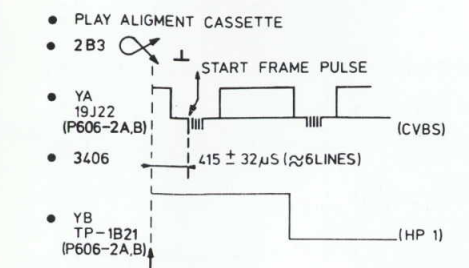 PLAY ALIGMENT CASSETTE
2B3
START FRAME PULSE
YA
19J22
(P606-2A,B)
(CVBS)
3406
415 ± 32µS (≈6LINES)
YB
TP-1B21
(P606-2A,B)
(HP 1)